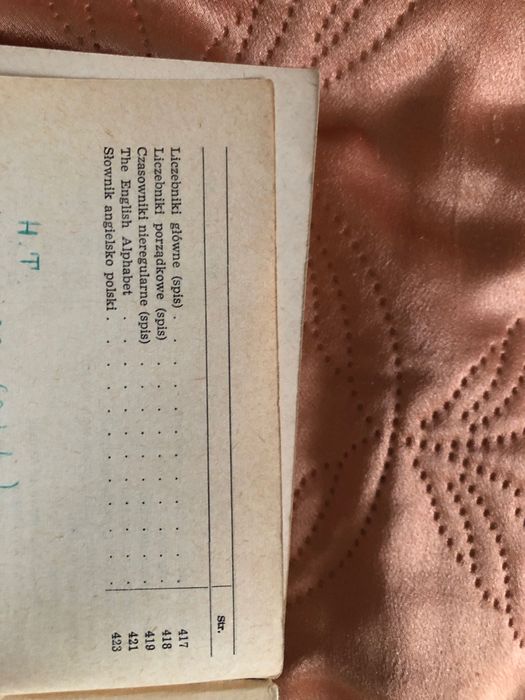 Str.
Liczebniki główne (spis) . . . . . . . . . 417
Liczebniki porządkowe (spis) . . . . . . . . 418
Czasowniki nieregularne (spis) . . . . . . . . 419
The English Alphabet . . . . . . . . . 421
Słownik angielsko polski . . . . . . . . . . 423
H.T.